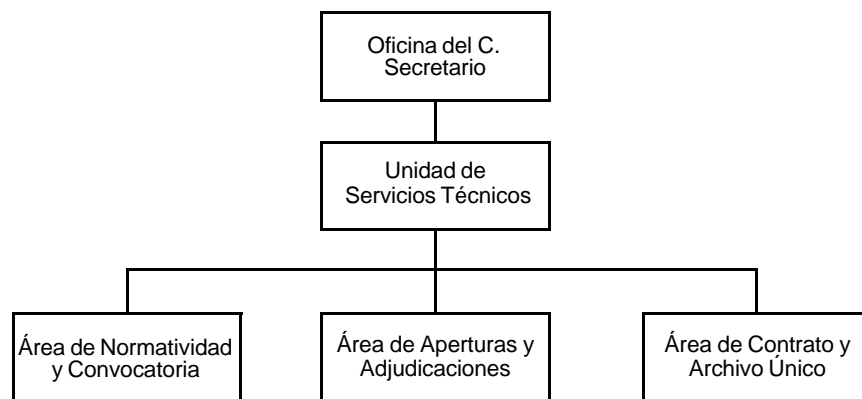 Oficina del C.
Secretario
Unidad de
Servicios Técnicos
Área de Normatividad
y Convocatoria
Área de Aperturas y
Adjudicaciones
Área de Contrato y
Archivo Único